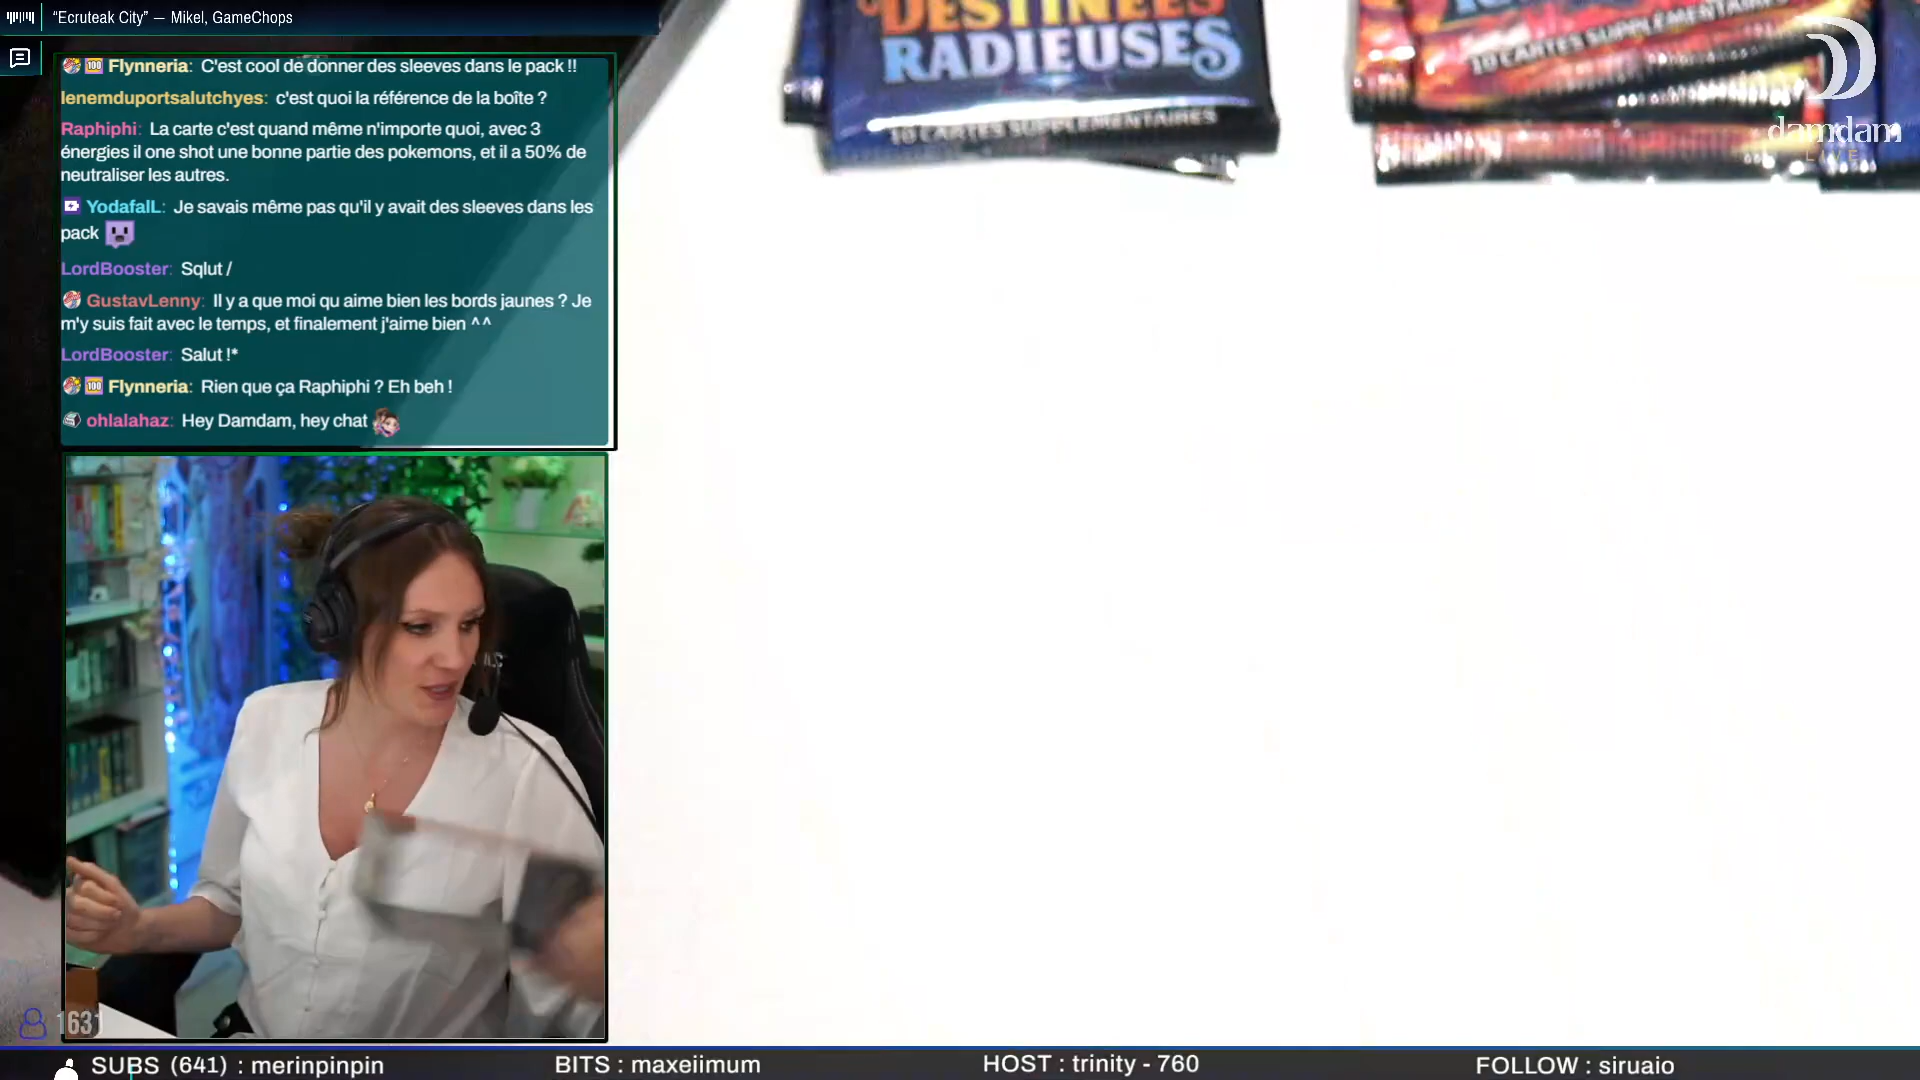 "Ecruteak City" — Mikel, GameChops
Flynneria: C'est cool de donner des sleeves dans le pack !!
lenemduportsalutchyes: c'est quoi la référence de la boîte ?
Raphiphi: La carte c'est quand même n'importe quoi, avec 3
énergies il one shot une bonne partie des pokemons, et il a 50% de
neutraliser les autres.
YodafalL: Je savais même pas qu'il y avait des sleeves dans les
pack
LordBooster: Sqlut /
GustavLenny: Il y a que moi qu aime bien les bords jaunes ? Je
m'y suis fait avec le temps, et finalement j'aime bien ^^
LordBooster: Salut !*
Flynneria: Rien que ça Raphiphi ? Eh beh !
ohlalahaz: Hey Damdam, hey chat
DESTINÉES
RADIEUSES
10 CARTES SUPPLÉMENTAIRES
10 CARTES SUPPLÉMENTAIRES
damdam
LIVE
1631
SUBS (641) : merinpinpin
BITS : maxeiimum
HOST : trinity - 760
FOLLOW : siruaio